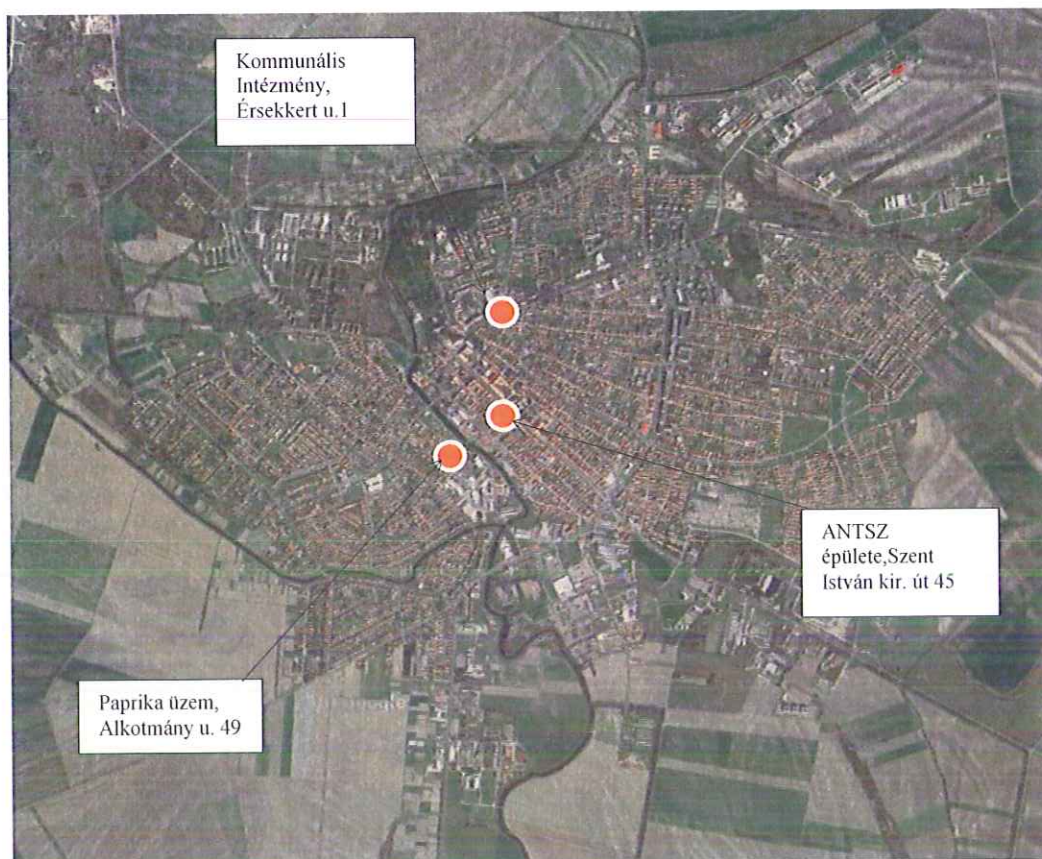 Kommunális
Intézmény,
Érsekkert u.1
E
ANTSZ
épülete,Szent
István kir. út 45
Paprika üzem,
Alkotmány u. 49